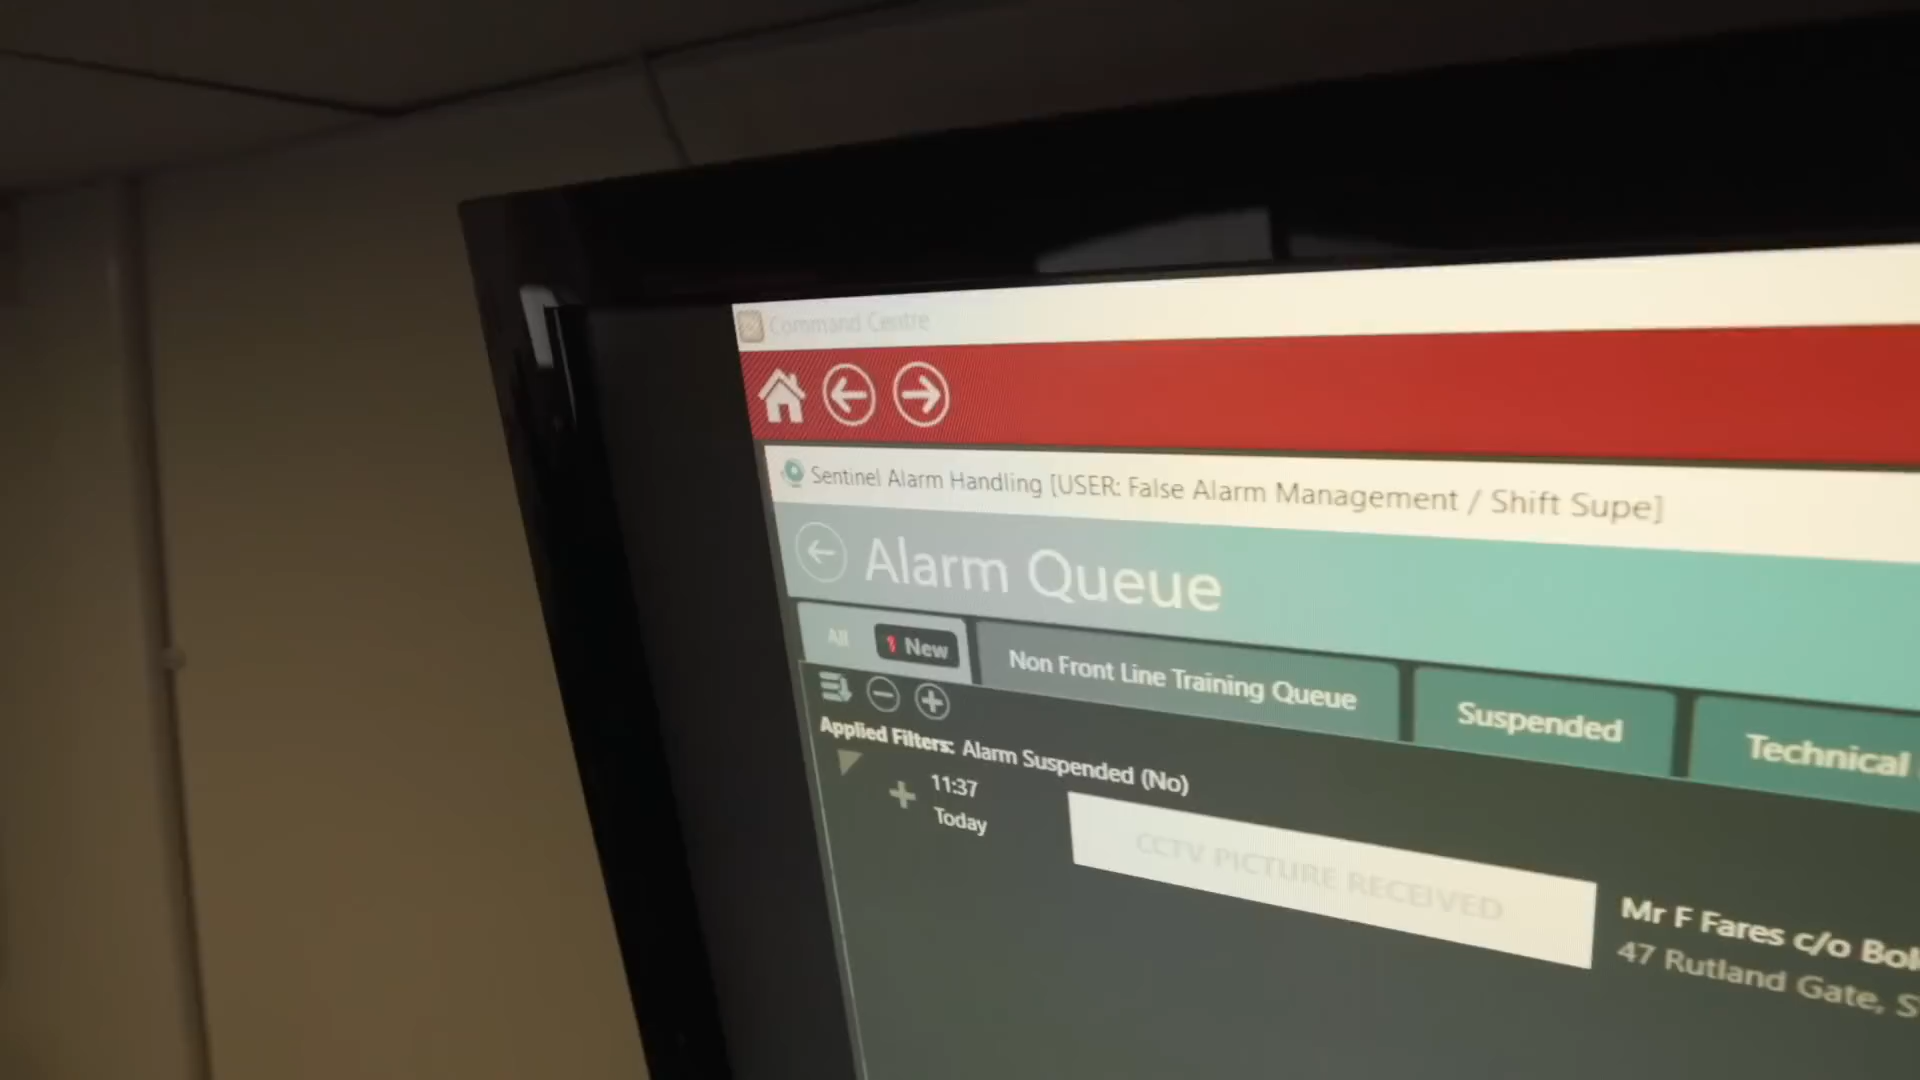 Command Centre
Sentinel Alarm Handling [USER: False Alarm Management / Shift Supe]
Alarm Queue
All 1 New Non Front Line Training Queue Suspended Technical
Applied Filters: Alarm Suspended (No)
11:37
Today
CCTV PICTURE RECEIVED
Mr F Fares c/o
47 Rutland Gate,